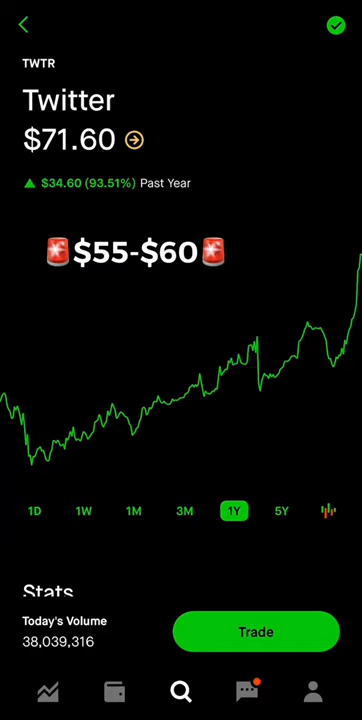 TWTR
Twitter
$71.60
$34.60 (93.51%) Past Year
🚨$55-$60🚨
1D 1W 1M 3M 1Y 5Y
Stats
Today's Volume
38,039,316
Trade